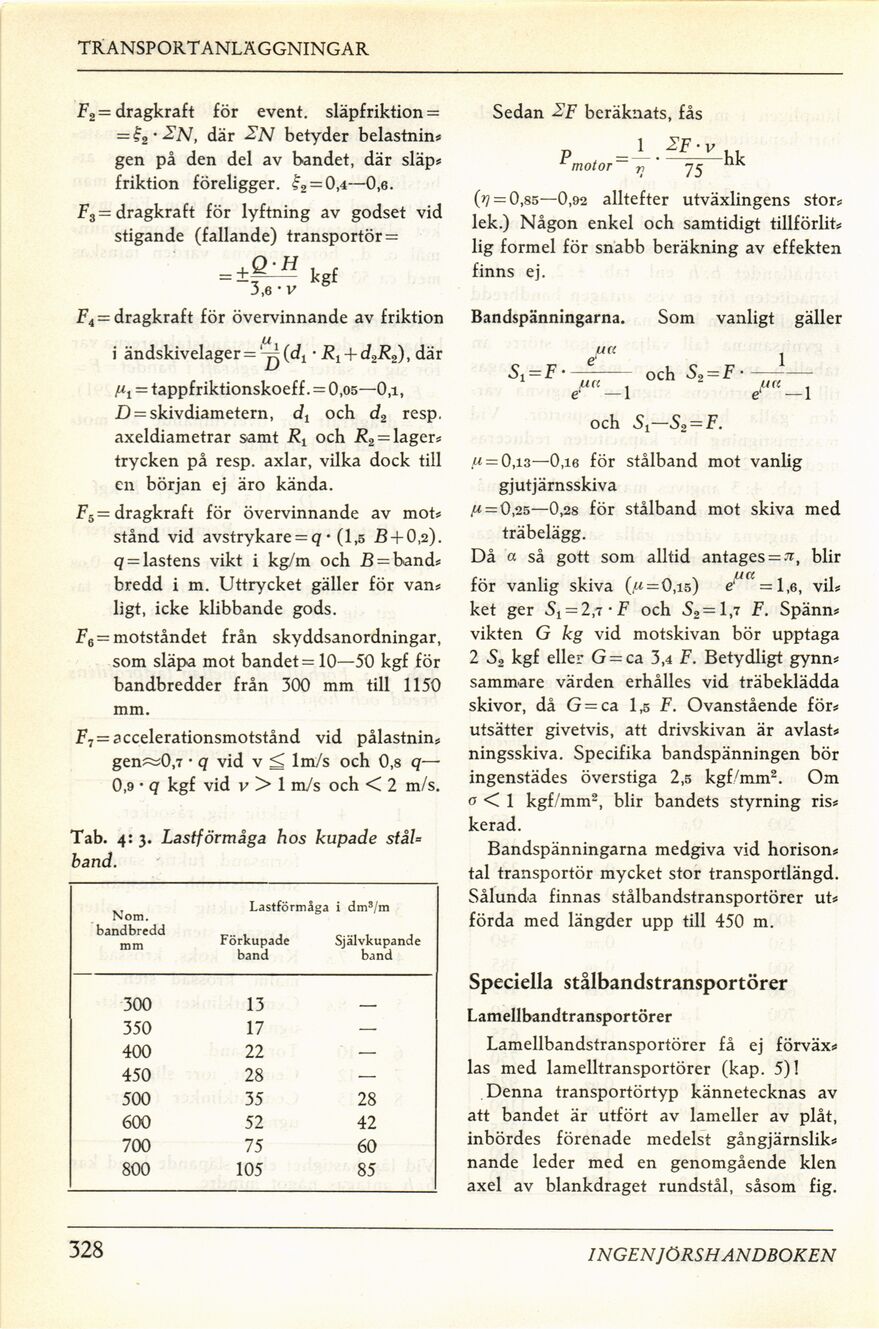 TRANSPORTANLÄGGNINGAR
F₂ = dragkraft för event. släpfriktion =
= ξ₂ · ΣN, där ΣN betyder belastnin-
gen på den del av bandet, där släp-
friktion föreligger. ξ₂ = 0,4—0,6.
F₃ = dragkraft för lyftning av godset vid
stigande (fallande) transportör =
= ± Q · H / 3,6 · v kgf
F₄ = dragkraft för övervinnande av friktion
i ändskivelager = μ₁/D (d₁ · R₁ + d₂R₂), där
μ₁ = tappfriktionskoeff. = 0,05—0,1,
D = skivdiametern, d₁ och d₂ resp.
axeldiametrar samt R₁ och R₂ = lager-
trycken på resp. axlar, vilka dock till
en början ej äro kända.
F₅ = dragkraft för övervinnande av mot-
stånd vid avstrykare = q · (1,5 B + 0,2).
q = lastens vikt i kg/m och B = band-
bredd i m. Uttrycket gäller för van-
ligt, icke klibbande gods.
F₆ = motståndet från skyddsanordningar,
som släpa mot bandet = 10—50 kgf för
bandbredder från 300 mm till 1150
mm.
F₇ = accelerationsmotstånd vid pålastnin-
gen ≈ 0,7 · q vid v ≦ 1m/s och 0,8 q—
0,9 · q kgf vid v > 1 m/s och < 2 m/s.
Tab. 4: 3. Lastförmåga hos kupade stål-
band.
Nom. bandbredd mm | Lastförmåga i dm³/m
Förkupade band | Självkupande band
300 13 —
350 17 —
400 22 —
450 28 —
500 35 28
600 52 42
700 75 60
800 105 85
Sedan ΣF beräknats, fås
P_motor = 1/η · ΣF · v / 75 hk
(η = 0,85—0,92 alltefter utväxlingens stor-
lek.) Någon enkel och samtidigt tillförlit-
lig formel för snabb beräkning av effekten
finns ej.
Bandspänningarna. Som vanligt gäller
S₁ = F · e^μα / (e^μα — 1) och S₂ = F · 1 / (e^μα — 1)
och S₁—S₂ = F.
μ = 0,13—0,16 för stålband mot vanlig
gjutjärnsskiva
μ = 0,25—0,28 för stålband mot skiva med
träbelägg.
Då α så gott som alltid antages = π, blir
för vanlig skiva (μ = 0,15) e^μα = 1,6, vil-
ket ger S₁ = 2,7 · F och S₂ = 1,7 F. Spänn-
vikten G kg vid motskivan bör upptaga
2 S₂ kgf eller G = ca 3,4 F. Betydligt gynn-
sammare värden erhålles vid träbeklädda
skivor, då G = ca 1,5 F. Ovanstående för-
utsätter givetvis, att drivskivan är avlast-
ningsskiva. Specifika bandspänningen bör
ingenstädes överstiga 2,5 kgf/mm². Om
σ < 1 kgf/mm², blir bandets styrning ris-
kerad.
Bandspänningarna medgiva vid horison-
tal transportör mycket stor transportlängd.
Sålunda finnas stålbandstransportörer ut-
förda med längder upp till 450 m.
Speciella stålbandstransportörer
Lamellbandtransportörer
Lamellbandstransportörer få ej förväx-
las med lamelltransportörer (kap. 5)!
Denna transportörtyp kännetecknas av
att bandet är utfört av lameller av plåt,
inbördes förenade medelst gångjärnslik-
nande leder med en genomgående klen
axel av blankdraget rundstål, såsom fig.
328
INGENJÖRSHANDBOKEN